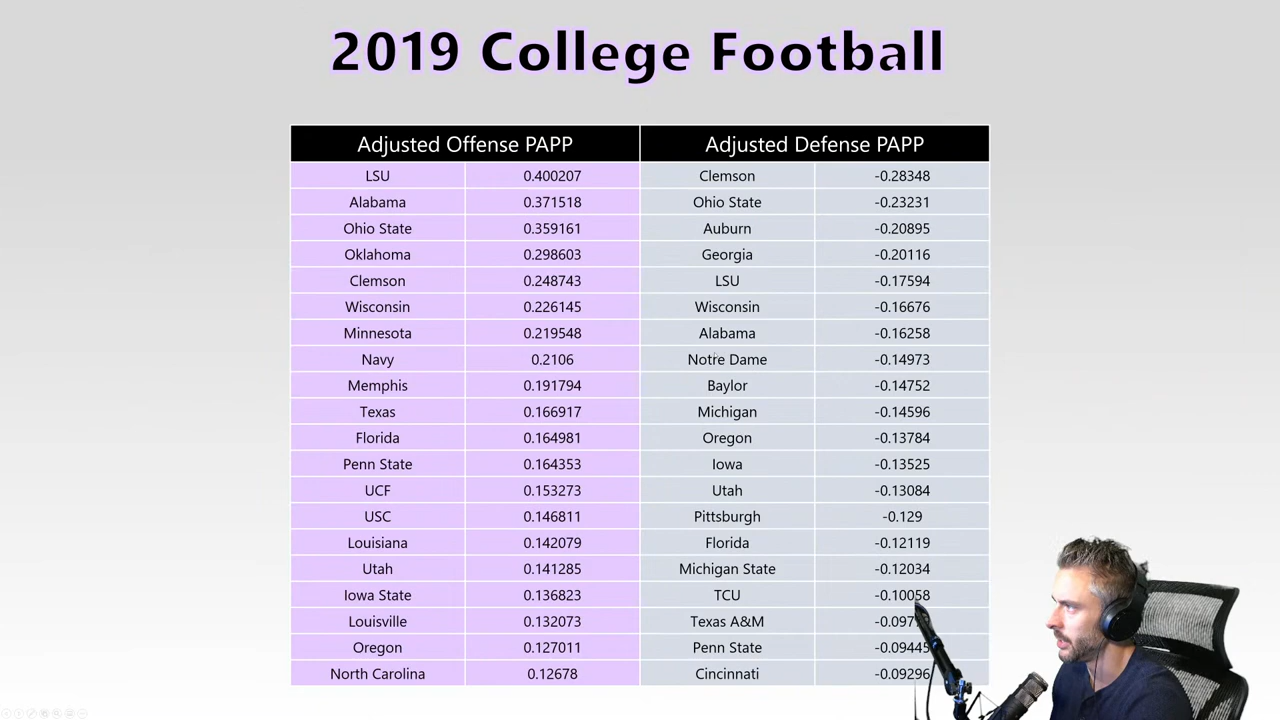 2019 College Football
Adjusted Offense PAPP Adjusted Defense PAPP
LSU 0.400207 Clemson -0.28348
Alabama 0.371518 Ohio State -0.23231
Ohio State 0.359161 Auburn -0.20895
Oklahoma 0.298603 Georgia -0.20116
Clemson 0.248743 LSU -0.17594
Wisconsin 0.226145 Wisconsin -0.16676
Minnesota 0.219548 Alabama -0.16258
Navy 0.2106 Notre Dame -0.14973
Memphis 0.191794 Baylor -0.14752
Texas 0.166917 Michigan -0.14596
Florida 0.164981 Oregon -0.13784
Penn State 0.164353 Iowa -0.13525
UCF 0.153273 Utah -0.13084
USC 0.146811 Pittsburgh -0.129
Louisiana 0.142079 Florida -0.12119
Utah 0.141285 Michigan State -0.12034
Iowa State 0.136823 TCU -0.10058
Louisville 0.132073 Texas A&M
Oregon 0.127011 Penn State -0.09445
North Carolina 0.12678 Cincinnati -0.09296